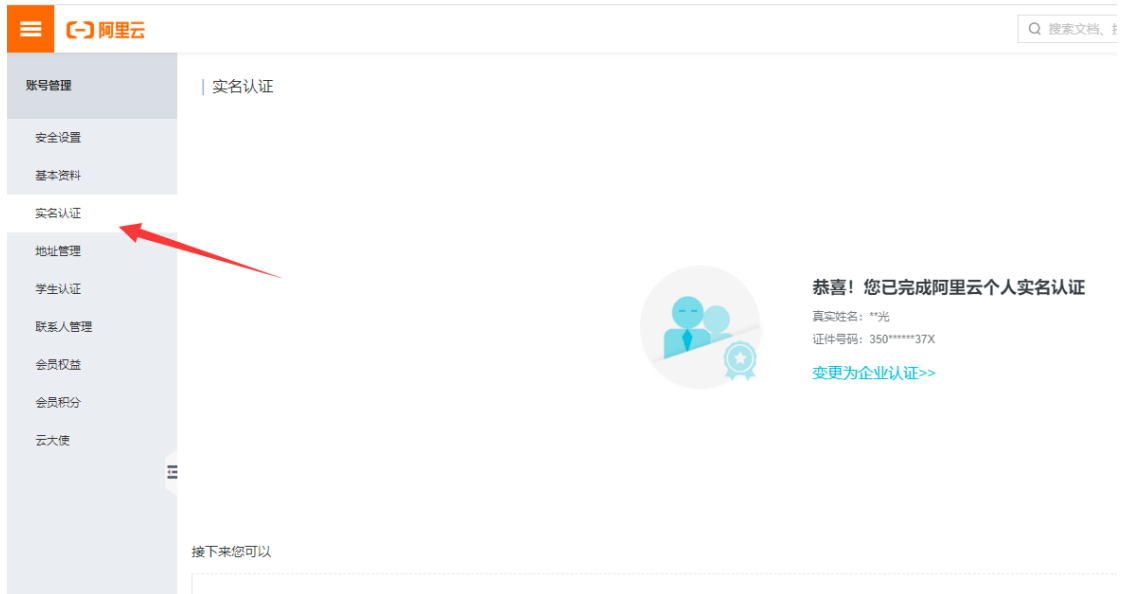 阿里云
搜索文档、
账号管理
实名认证
安全设置
基本资料
实名认证
地址管理
学生认证
联系人管理
会员权益
会员积分
云大使
恭喜！您已完成阿里云个人实名认证
真实姓名：**光
证件号码：350******37X
变更为企业认证>>
接下来您可以